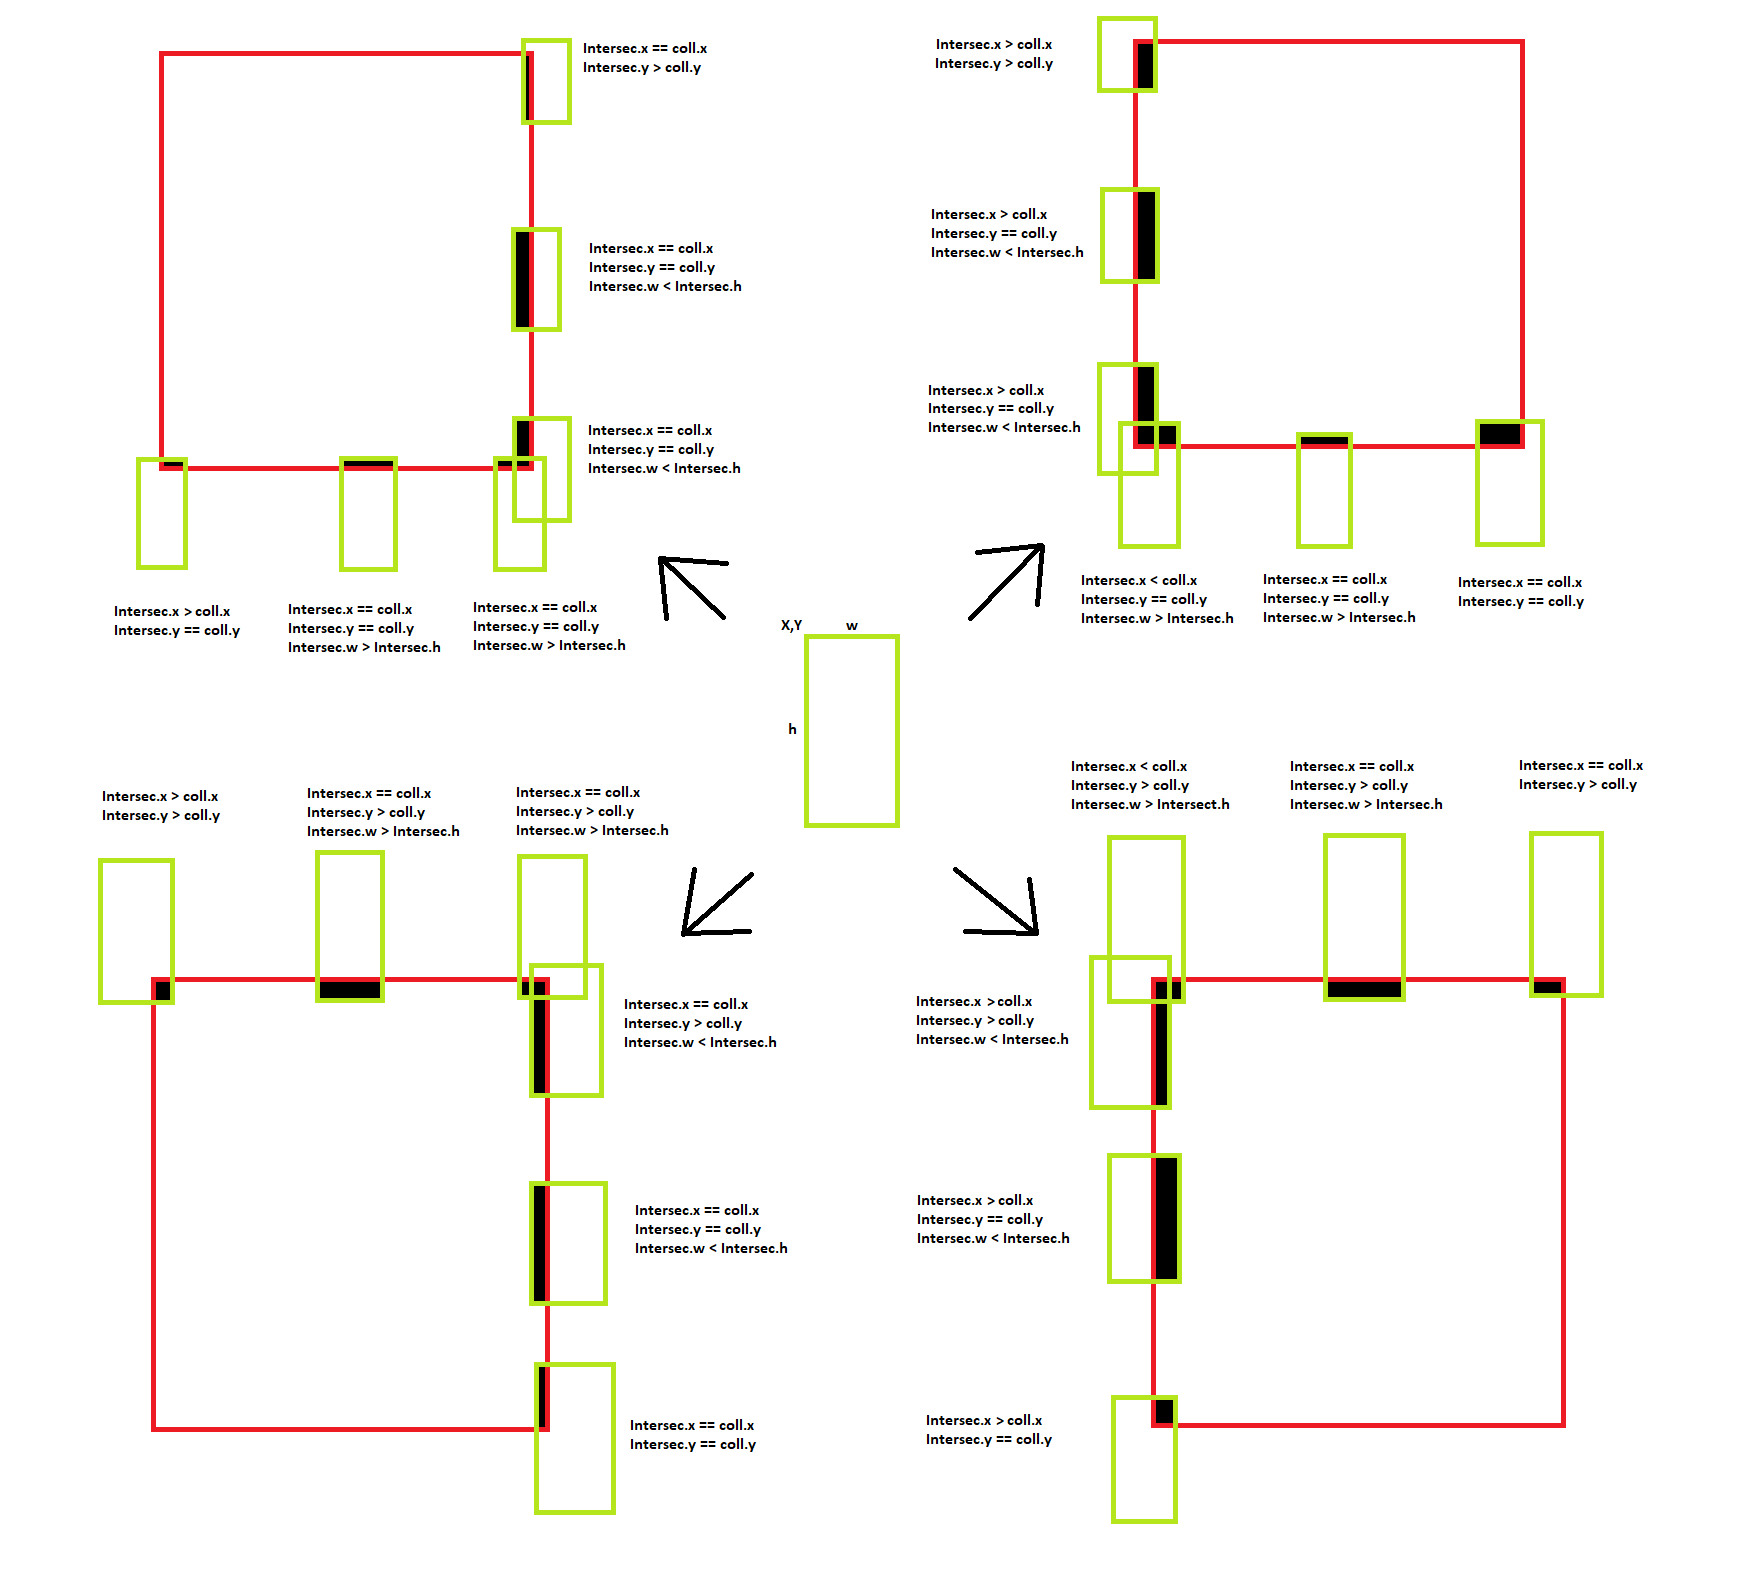 Intersec.x == coll.x
Intersec.y > coll.y
Intersec.x > coll.x
Intersec.y > coll.y
Intersec.x == coll.x
Intersec.y == coll.y
Intersec.w < Intersec.h
Intersec.x > coll.x
Intersec.y == coll.y
Intersec.w < Intersec.h
Intersec.x == coll.x
Intersec.y == coll.y
Intersec.w < Intersec.h
Intersec.x > coll.x
Intersec.y == coll.y
Intersec.w < Intersec.h
Intersec.x > coll.x
Intersec.y == coll.y
Intersec.x == coll.x
Intersec.y == coll.y
Intersec.w > Intersec.h
Intersec.x == coll.x
Intersec.y == coll.y
Intersec.w > Intersec.h
Intersec.x < coll.x
Intersec.y == coll.y
Intersec.w > Intersec.h
Intersec.x == coll.x
Intersec.y == coll.y
Intersec.w > Intersec.h
Intersec.x == coll.x
Intersec.y == coll.y
X,Y w
h
Intersec.x > coll.x
Intersec.y > coll.y
Intersec.x == coll.x
Intersec.y > coll.y
Intersec.w > Intersec.h
Intersec.x == coll.x
Intersec.y > coll.y
Intersec.w > Intersec.h
Intersec.x < coll.x
Intersec.y > coll.y
Intersec.w > Intersect.h
Intersec.x == coll.x
Intersec.y > coll.y
Intersec.w > Intersec.h
Intersec.x == coll.x
Intersec.y > coll.y
Intersec.x == coll.x
Intersec.y > coll.y
Intersec.w < Intersec.h
Intersec.x > coll.x
Intersec.y > coll.y
Intersec.w < Intersec.h
Intersec.x == coll.x
Intersec.y == coll.y
Intersec.w < Intersec.h
Intersec.x > coll.x
Intersec.y == coll.y
Intersec.w < Intersec.h
Intersec.x == coll.x
Intersec.y == coll.y
Intersec.x > coll.x
Intersec.y == coll.y